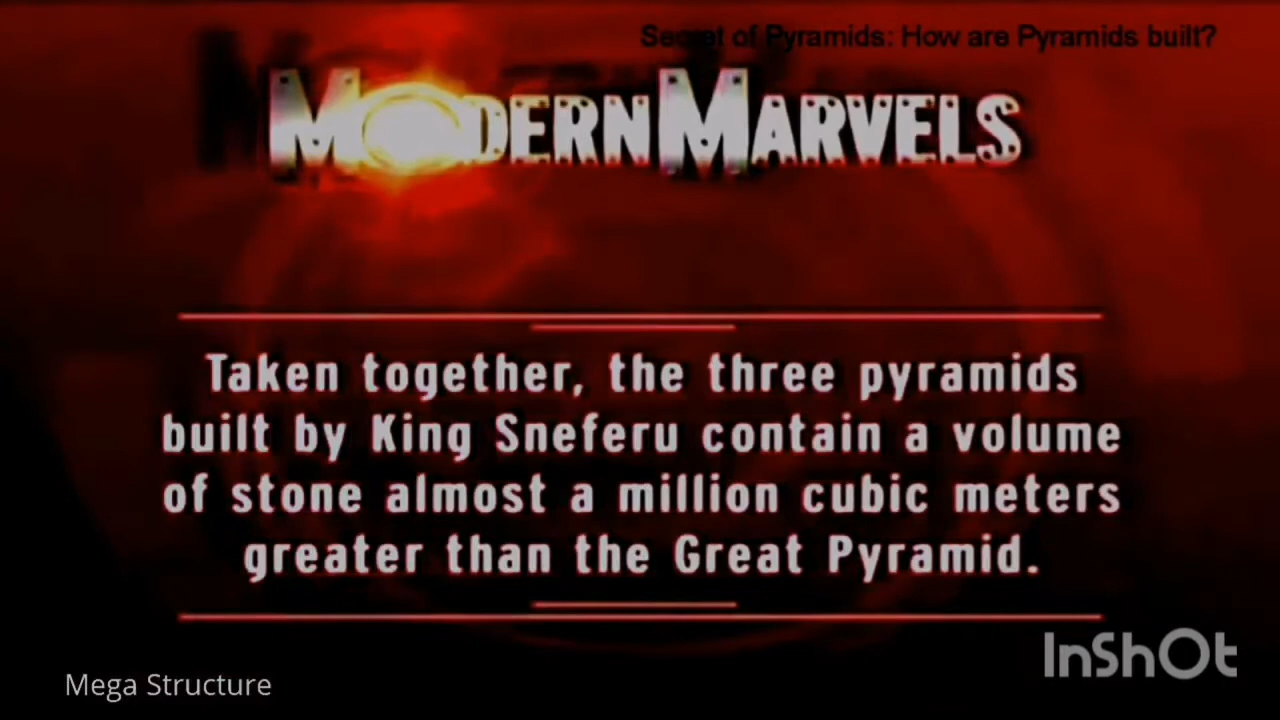 Secret of Pyramids: How are Pyramids built?
MODERN MARVELS
Taken together, the three pyramids
built by King Sneferu contain a volume
of stone almost a million cubic meters
greater than the Great Pyramid.
InShOt
Mega Structure